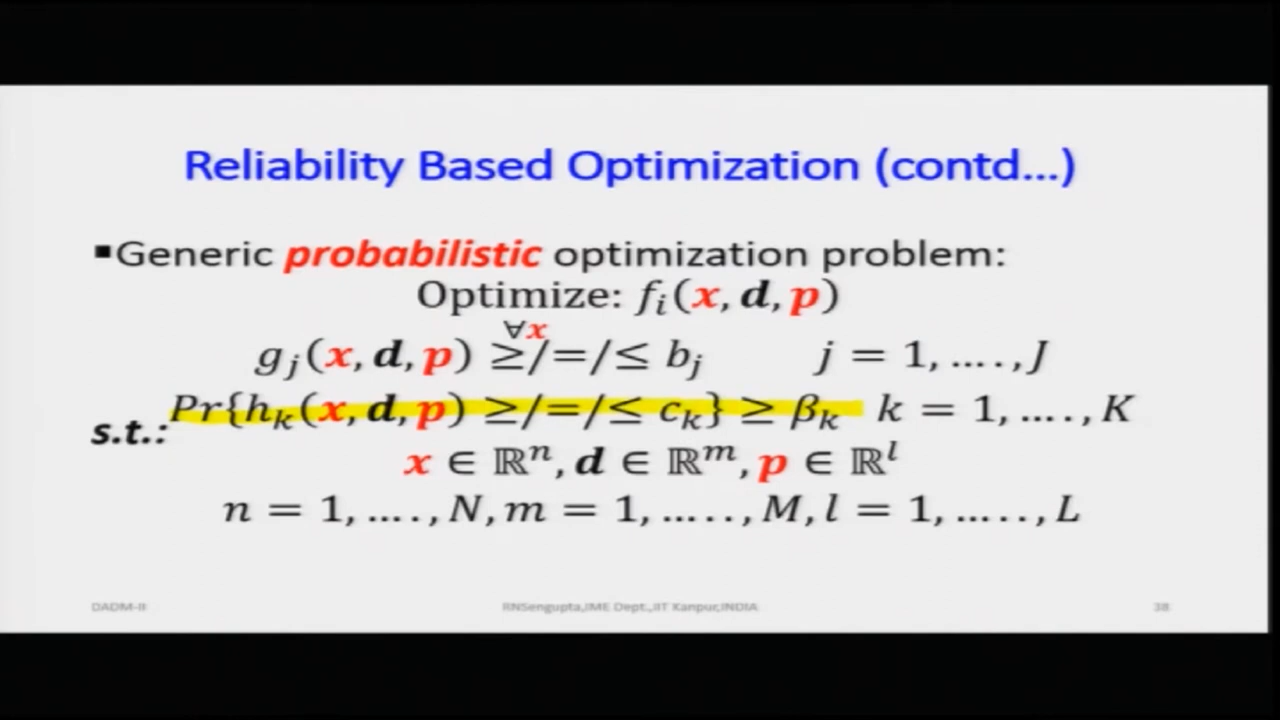 Reliability Based Optimization (contd...)
▪Generic probabilistic optimization problem:
Optimize: fᵢ(x, d, p)
∀x
gⱼ(x, d, p) ≥/=/≤ bⱼ j = 1, ….., J
s.t.: Pr{hₖ(x, d, p) ≥/=/≤ cₖ} ≥ βₖ k = 1, ….., K
x ∈ ℝⁿ, d ∈ ℝᵐ, p ∈ ℝˡ
n = 1, ….., N, m = 1, ….., M, l = 1, ….., L
DADM-II RNSengupta,IME Dept.,IIT Kanpur,INDIA 38